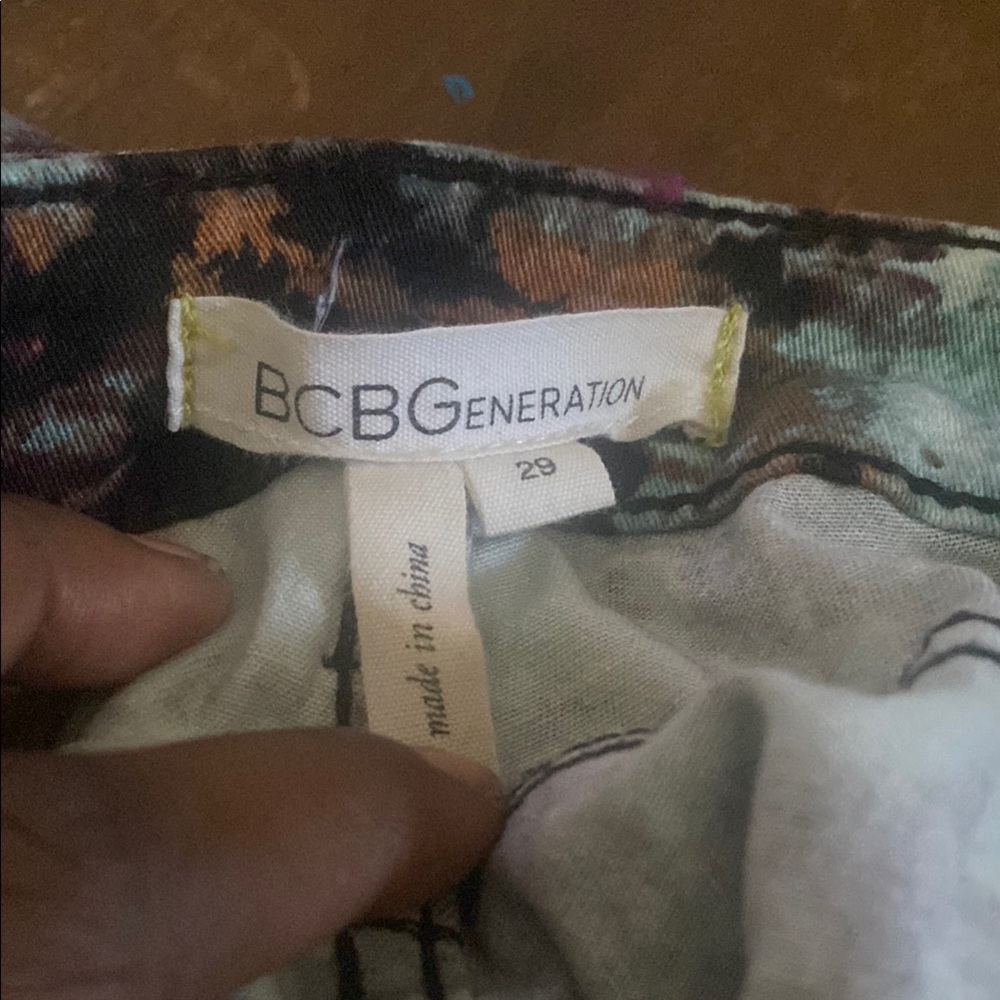 BCBGENERATION
29
made in china